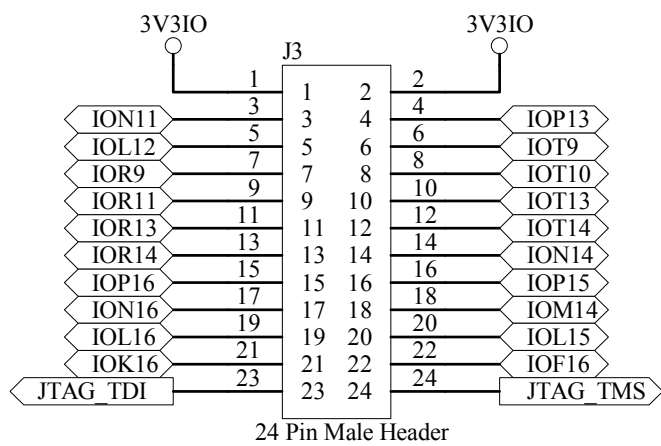 3V3IO 3V3IO
J3
1 1 2 2
ION11 3 3 4 4 IOP13
IOL12 5 5 6 6 IOT9
IOR9 7 7 8 8 IOT10
IOR11 9 9 10 10 IOT13
IOR13 11 11 12 12 IOT14
IOR14 13 13 14 14 ION14
IOP16 15 15 16 16 IOP15
ION16 17 17 18 18 IOM14
IOL16 19 19 20 20 IOL15
IOK16 21 21 22 22 IOF16
JTAG_TDI 23 23 24 24 JTAG_TMS
24 Pin Male Header